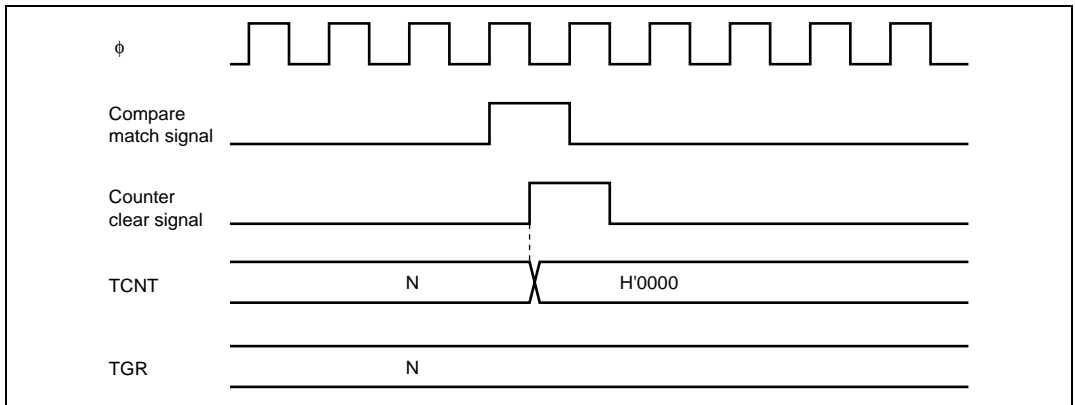 ϕ
Compare
match signal
Counter
clear signal
TCNT N H'0000
TGR N